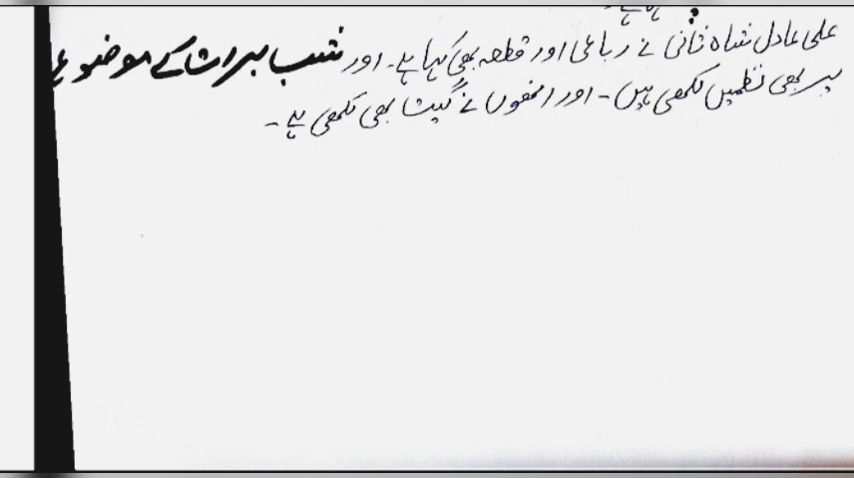 علی عادل شاہ ثانی نے رباعی اور قطعہ بھی کہا ہے۔ اور شب برات کے موضوع
پر بھی نظمیں لکھی ہیں۔ اور انھوں نے گیت بھی لکھی ہے۔